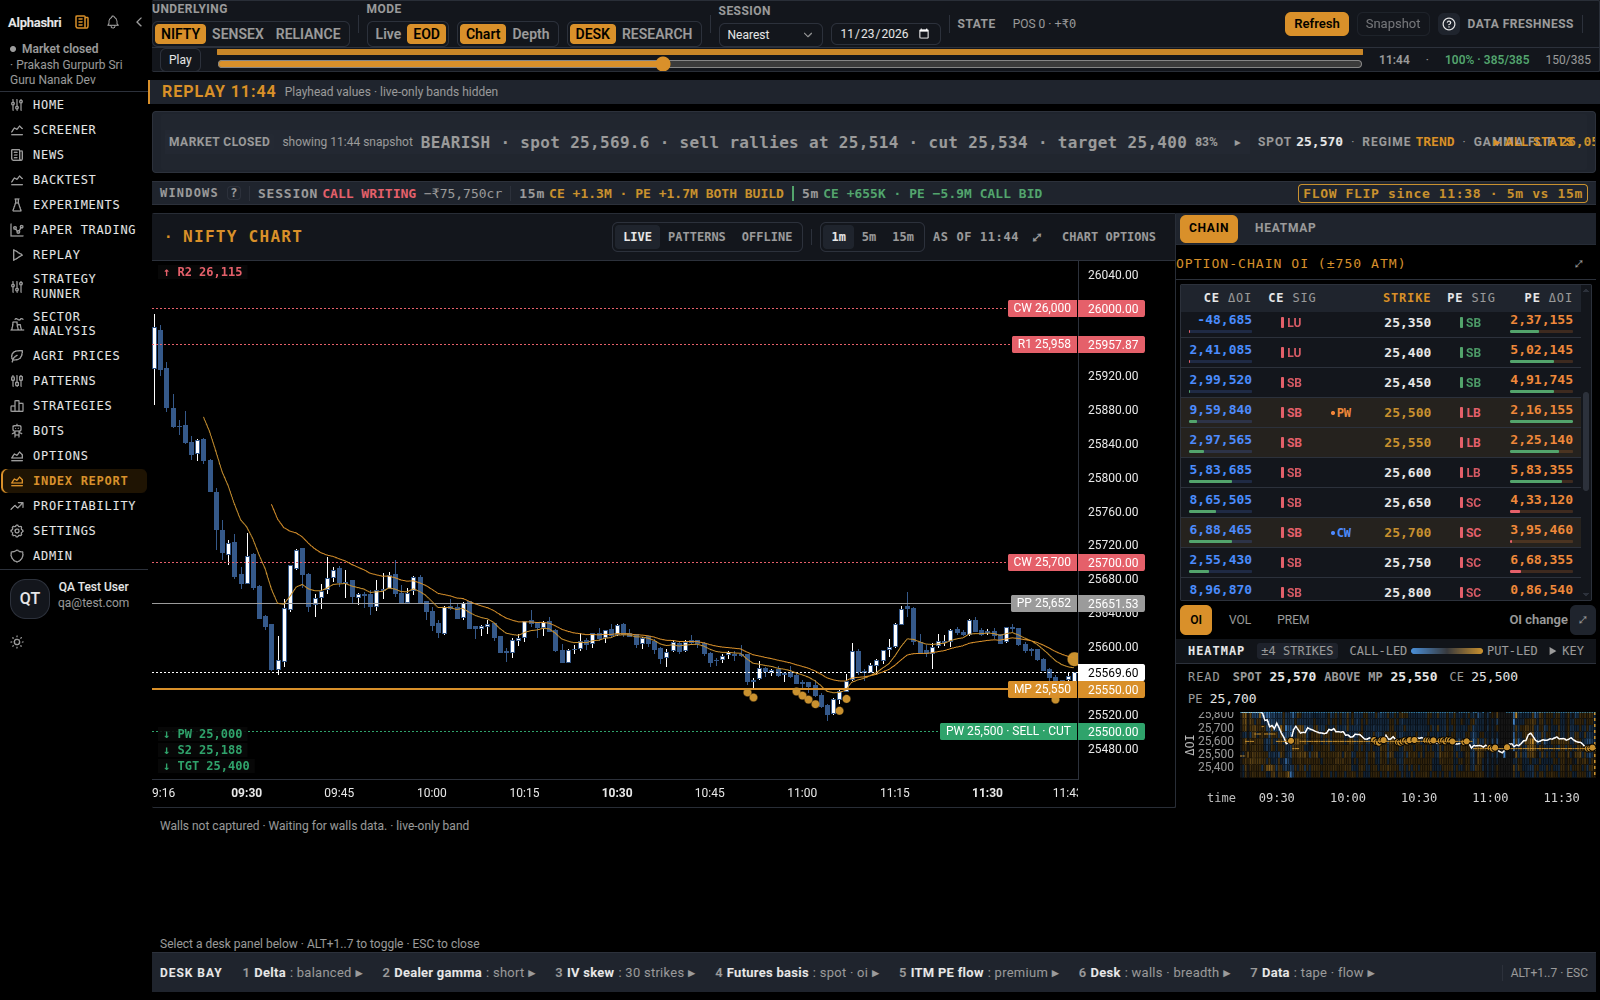 Alphashri
Market closed
· Prakash Gurpurb Sri
Guru Nanak Dev
HOME
SCREENER
NEWS
BACKTEST
EXPERIMENTS
PAPER TRADING
REPLAY
STRATEGY
RUNNER
SECTOR
ANALYSIS
AGRI PRICES
PATTERNS
STRATEGIES
BOTS
OPTIONS
INDEX REPORT
PROFITABILITY
SETTINGS
ADMIN
QT
QA Test User
qa@test.com
UNDERLYING
NIFTY SENSEX RELIANCE
MODE
Live EOD Chart Depth DESK RESEARCH
SESSION
Nearest 11/23/2026
STATE POS 0 · +₹0
Refresh Snapshot ? DATA FRESHNESS
Play 11:44 · 100% · 385/385 150/385
REPLAY 11:44 Playhead values · live-only bands hidden
MARKET CLOSED showing 11:44 snapshot BEARISH · spot 25,569.6 · sell rallies at 25,514 · cut 25,534 · target 25,400 83% ▸ SPOT 25,570 · REGIME TREND ·
WINDOWS ? SESSION CALL WRITING −₹75,750cr 15m CE +1.3M · PE +1.7M BOTH BUILD 5m CE +655K · PE −5.9M CALL BID FLOW FLIP since 11:38 · 5m vs 15m
· NIFTY CHART LIVE PATTERNS OFFLINE 1m 5m 15m AS OF 11:44 ⤢ CHART OPTIONS
↑ R2 26,115
CW 26,000
R1 25,958
CW 25,700
PP 25,652
MP 25,550
PW 25,500 · SELL · CUT
↓ PW 25,000
↓ S2 25,188
↓ TGT 25,400
26040.00
26000.00
25957.87
25920.00
25880.00
25840.00
25800.00
25760.00
25720.00
25700.00
25680.00
25651.53
25640.00
25600.00
25569.60
25550.00
25520.00
25500.00
25480.00
9:16 09:30 09:45 10:00 10:15 10:30 10:45 11:00 11:15 11:30
Walls not captured · Waiting for walls data. · live-only band
CHAIN HEATMAP
OPTION-CHAIN OI (±750 ATM) ⤢
CE ΔOI CE SIG STRIKE PE SIG PE ΔOI
-48,685 LU 25,350 SB 2,37,155
2,41,085 LU 25,400 SB 5,02,145
2,99,520 SB 25,450 SB 4,91,745
9,59,840 SB •PW 25,500 LB 2,16,155
2,97,565 SB 25,550 LB 2,25,140
5,83,685 SB 25,600 LB 5,83,355
8,65,505 SB 25,650 SC 4,33,120
6,88,465 SB •CW 25,700 SC 3,95,460
2,55,430 SB 25,750 SC 6,68,355
8,96,870 SB 25,800 SC 0,86,540
OI VOL PREM OI change ⤢
HEATMAP ±4 STRIKES CALL-LED PUT-LED ▶ KEY
READ SPOT 25,570 ABOVE MP 25,550 CE 25,500
PE 25,700
ΔOI
25,800
25,700
25,600
25,500
25,400
time 09:30 10:00 10:30 11:00 11:30
Select a desk panel below · ALT+1..7 to toggle · ESC to close
DESK BAY 1 Delta : balanced ▸ 2 Dealer gamma : short ▸ 3 IV skew : 30 strikes ▸ 4 Futures basis : spot · oi ▸ 5 ITM PE flow : premium ▸ 6 Desk : walls · breadth ▸ 7 Data : tape · flow ▸ ALT+1..7 · ESC